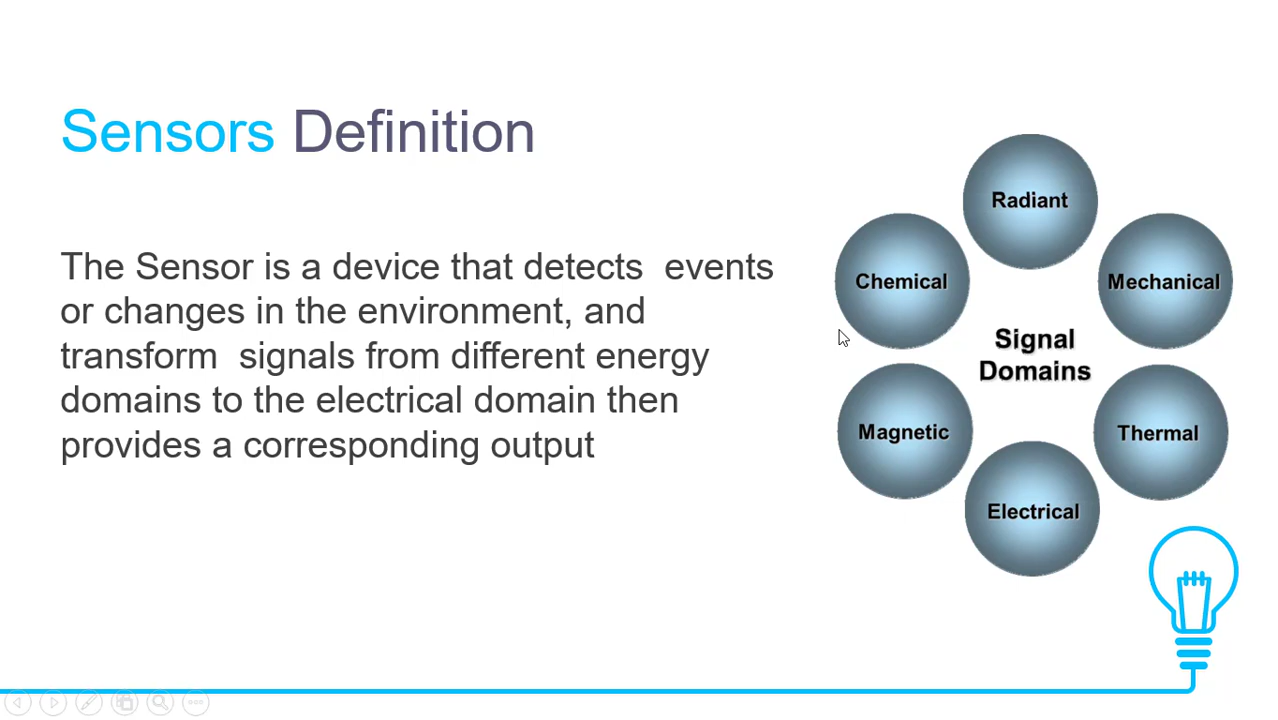 Sensors Definition
The Sensor is a device that detects  events
or changes in the environment, and
transform  signals from different energy
domains to the electrical domain then
provides a corresponding output
Radiant
Chemical
Mechanical
Signal
Domains
Magnetic
Thermal
Electrical